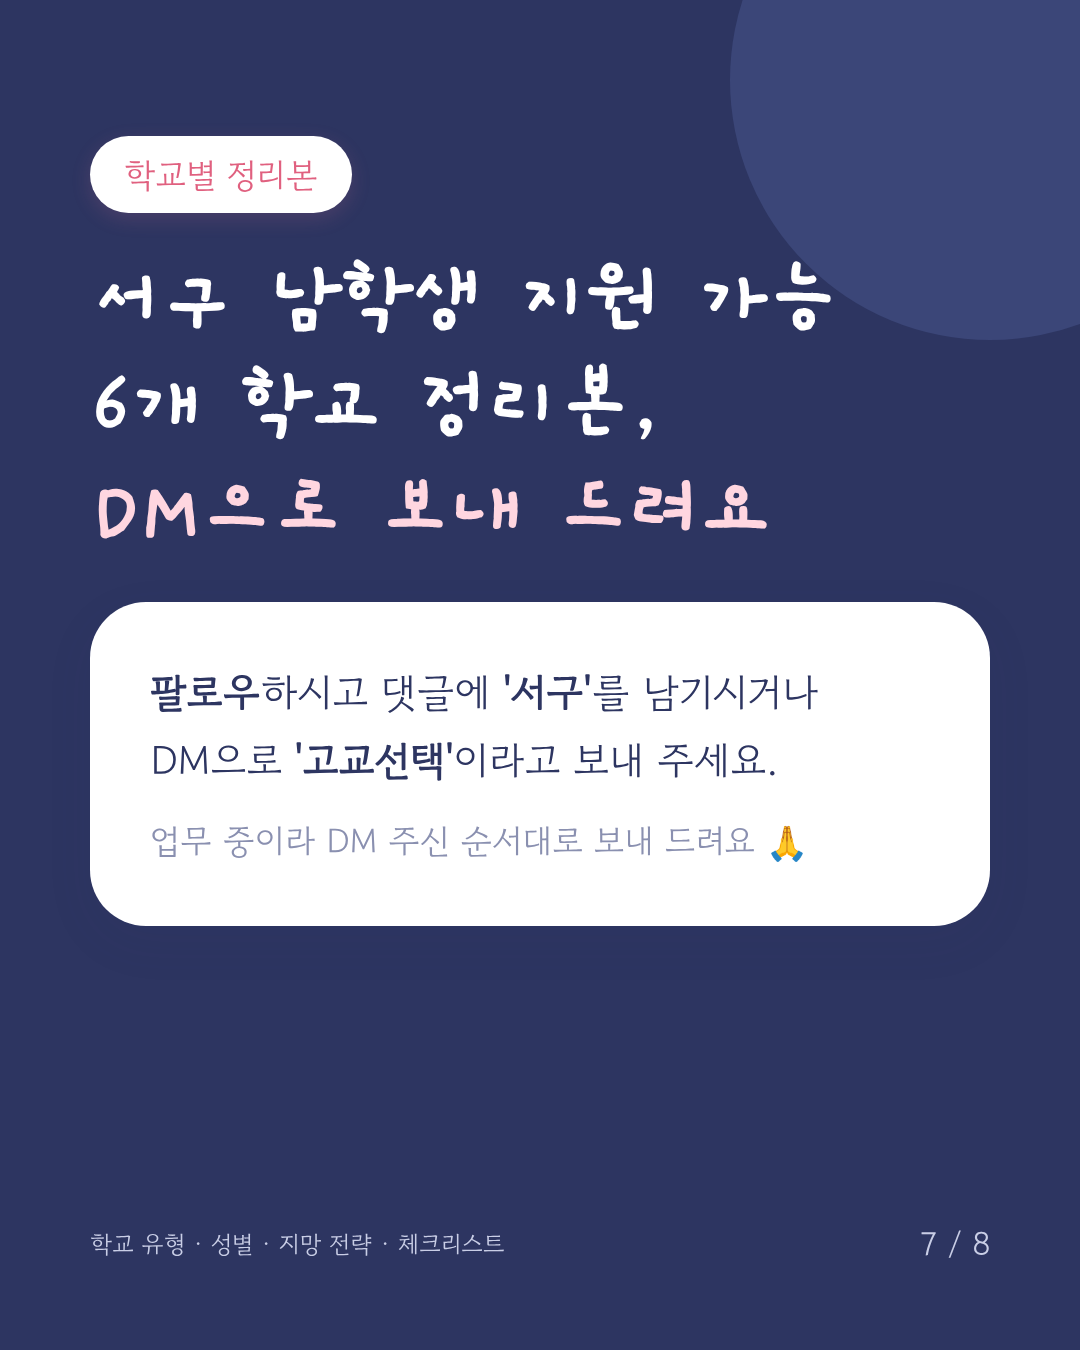 학교별 정리본
서구 남학생 지원 가능
6개 학교 정리본,
DM으로 보내 드려요
팔로우하시고 댓글에 '서구'를 남기시거나
DM으로 '고교선택'이라고 보내 주세요.
업무 중이라 DM 주신 순서대로 보내 드려요 🙏
학교 유형 · 성별 · 지망 전략 · 체크리스트
7 / 8